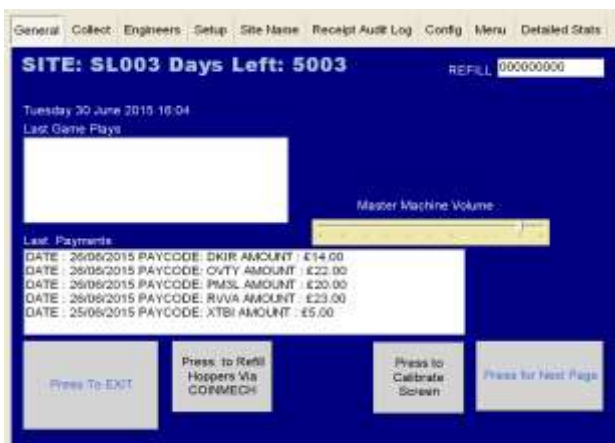 General Collect Engineers Setup Site Name Receipt Audit Log Config Menu Detailed Stats
SITE: SL003 Days Left: 5003
REFILL 000000000
Tuesday 30 June 2015 16:04
Last Game Plays
Master Machine Volume
Last Payments
DATE : 26/06/2015 PAYCODE: DKIR AMOUNT : £14.00
DATE : 26/06/2015 PAYCODE: OVTY AMOUNT : £22.00
DATE : 26/06/2015 PAYCODE: PMSL AMOUNT : £20.00
DATE : 26/06/2015 PAYCODE: RVVA AMOUNT : £23.00
DATE : 25/06/2015 PAYCODE: XTBI AMOUNT : £5.00
Press To EXIT
Press to Refill
Hoppers Via
COINMECH
Press to
Calibrate
Screen
Press for Next Page